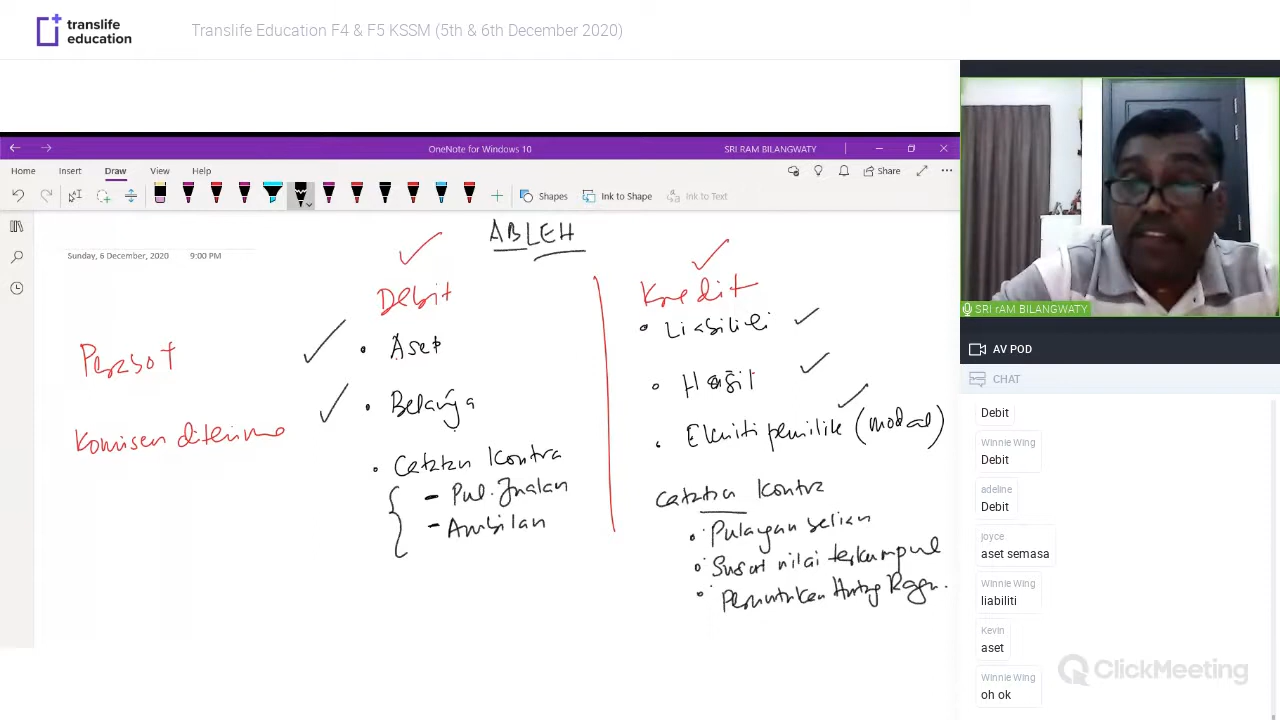 translife
education
Translife Education F4 & F5 KSSM (5th & 6th December 2020)
OneNote for Windows 10
SRI RAM BILANGWATY
Home
Insert
Draw
View
Help
Share
Shapes
Ink to Shape
Ink to Text
Sunday, 6 December, 2020
9:00 PM
ABLEH
Debit
Kredit
Perabot
Komisen diterima
• Aset
• Belanja
• Catatan Kontra
- Pul. Jualan
- Ambilan
• Liabiliti
• Hasil
• Ekuiti pemilik (modal)
Catatan Kontra
• Pulangan belian
• Susut nilai terkumpul
• Peruntukan Hutang Ragu.
SRI rAM BILANGWATY
AV POD
CHAT
Debit
Winnie Wing
Debit
adeline
Debit
joyce
aset semasa
Winnie Wing
liabiliti
Kevin
aset
Winnie Wing
oh ok
ClickMeeting